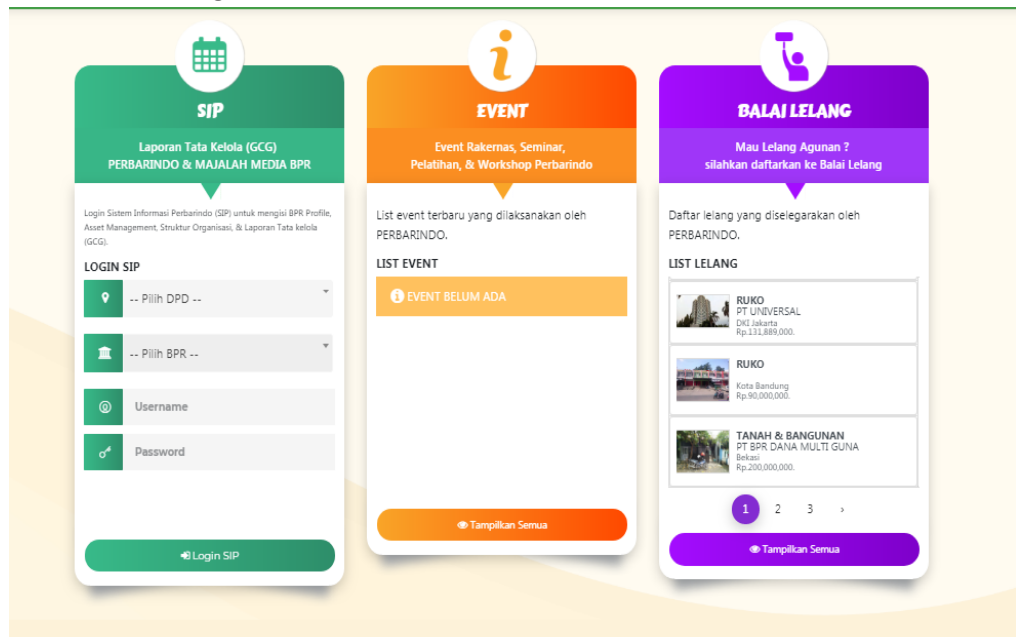 SIP
Laporan Tata Kelola (GCG)
PERBARINDO & MAJALAH MEDIA BPR
Login Sistem Informasi Perbarindo (SIP) untuk mengisi BPR Profile,
Asset Management, Struktur Organisasi, & Laporan Tata kelola
(GCG).
LOGIN SIP
-- Pilih DPD --
-- Pilih BPR --
Username
Password
Login SIP
EVENT
Event Rakernas, Seminar,
Pelatihan, & Workshop Perbarindo
List event terbaru yang dilaksanakan oleh
PERBARINDO.
LIST EVENT
EVENT BELUM ADA
Tampilkan Semua
BALAI LELANG
Mau Lelang Agunan ?
silahkan daftarkan ke Balai Lelang
Daftar lelang yang diselegarakan oleh
PERBARINDO.
LIST LELANG
RUKO
PT UNIVERSAL
DKI Jakarta
Rp.131,889,000.
RUKO
Kota Bandung
Rp.90,000,000.
TANAH & BANGUNAN
PT BPR DANA MULTI GUNA
Bekasi
Rp.200,000,000.
1 2 3 ›
Tampilkan Semua